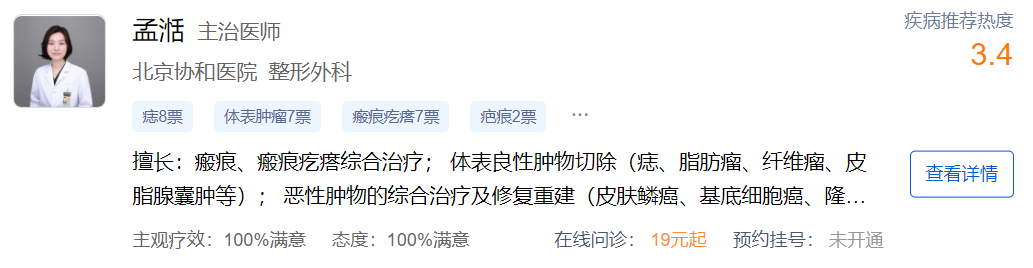 孟湉 主治医师
疾病推荐热度
3.4
北京协和医院 整形外科
痣8票 体表肿瘤7票 瘢痕疙瘩7票 疤痕2票 ...
擅长：瘢痕、瘢痕疙瘩综合治疗； 体表良性肿物切除（痣、脂肪瘤、纤维瘤、皮
脂腺囊肿等）； 恶性肿物的综合治疗及修复重建（皮肤鳞癌、基底细胞癌、隆...
查看详情
主观疗效：100%满意 态度：100%满意 在线问诊： 19元起 预约挂号： 未开通